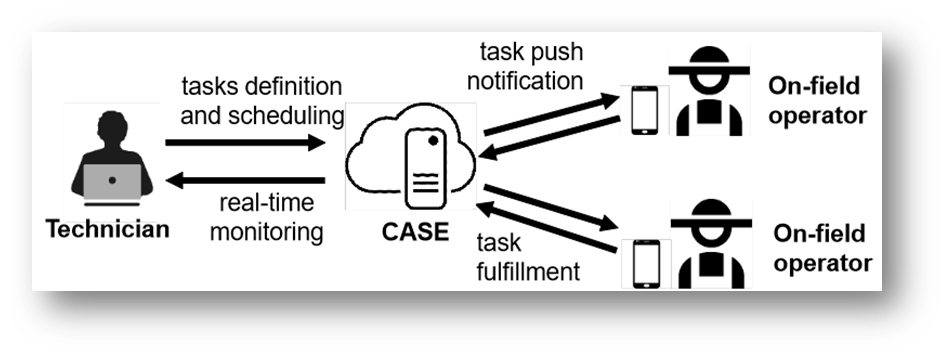 tasks definition
and scheduling
Technician
real-time
monitoring
CASE
task push
notification
task
fulfillment
On-field
operator
On-field
operator